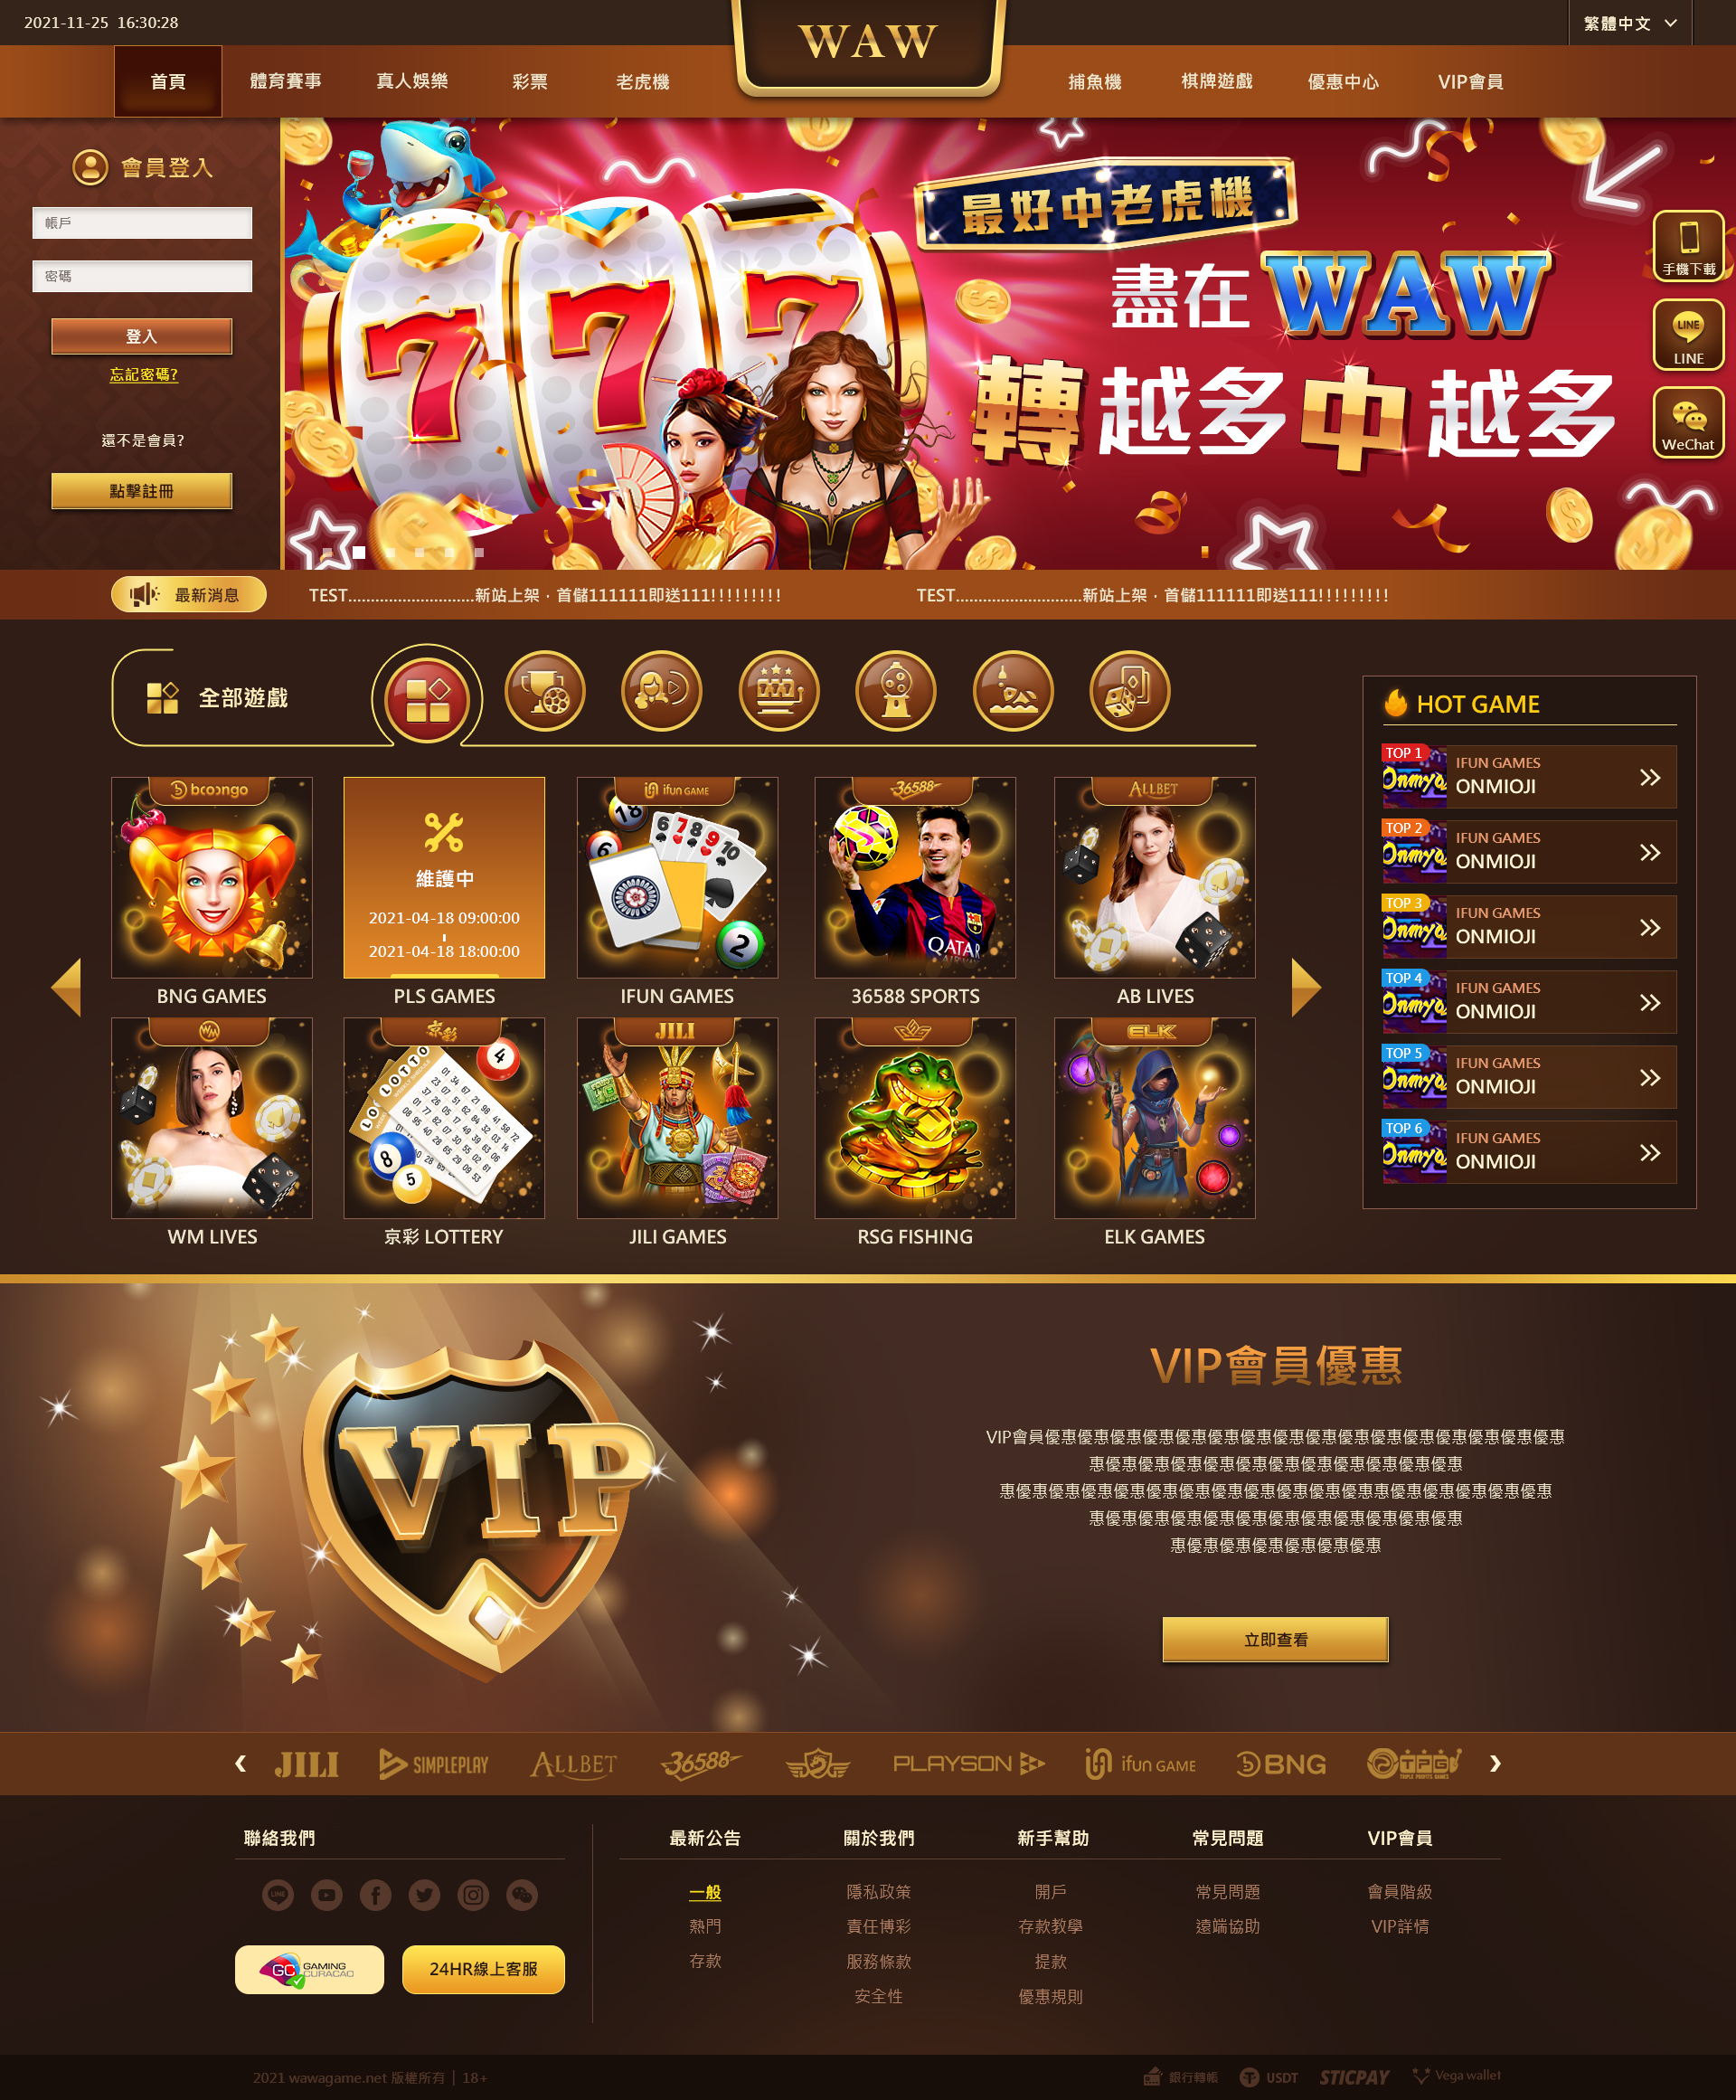 2021-11-25 16:30:28
WAW
繁體中文
首頁
體育賽事
真人娛樂
彩票
老虎機
捕魚機
棋牌遊戲
優惠中心
VIP會員
會員登入
帳戶
密碼
登入
忘記密碼?
還不是會員?
點擊註冊
最好中老虎機
盡在WAW
轉越多中越多
777
手機下載
LINE
LINE
WeChat
最新消息
TEST............................新站上架·首儲111111即送111!!!!!!!!!
TEST............................新站上架·首儲111111即送111!!!!!!!!!
全部遊戲
booongo
BNG GAMES
維護中
2021-04-18 09:00:00
2021-04-18 18:00:00
PLS GAMES
ifun GAME
IFUN GAMES
36588
QATAR
36588 SPORTS
ALLBET
AB LIVES
WM LIVES
京彩
LOTTO
京彩 LOTTERY
JILI
JILI GAMES
RSG FISHING
ELK
ELK GAMES
HOT GAME
TOP 1
IFUN GAMES
ONMIOJI
TOP 2
IFUN GAMES
ONMIOJI
TOP 3
IFUN GAMES
ONMIOJI
TOP 4
IFUN GAMES
ONMIOJI
TOP 5
IFUN GAMES
ONMIOJI
TOP 6
IFUN GAMES
ONMIOJI
VIP
VIP會員優惠
VIP會員優惠優惠優惠優惠優惠優惠優惠優惠優惠優惠優惠優惠優惠優惠優惠優惠
惠優惠優惠優惠優惠優惠優惠優惠優惠優惠優惠優惠
惠優惠優惠優惠優惠優惠優惠優惠優惠優惠優惠優惠優惠優惠優惠優惠優惠
惠優惠優惠優惠優惠優惠優惠優惠優惠優惠優惠優惠
惠優惠優惠優惠優惠優惠優惠
立即查看
JILI
SIMPLEPLAY
ALLBET
36588
PLAYSON
ifun GAME
BNG
TPG
TRIPLE PROFITS GAMES
聯絡我們
GC GAMING CURACAO
24HR線上客服
最新公告
一般
熱門
存款
關於我們
隱私政策
責任博彩
服務條款
安全性
新手幫助
開戶
存款教學
提款
優惠規則
常見問題
常見問題
遠端協助
VIP會員
會員階級
VIP詳情
2021 wawagame.net 版權所有 | 18+
銀行轉帳
USDT
STICPAY
Vega wallet